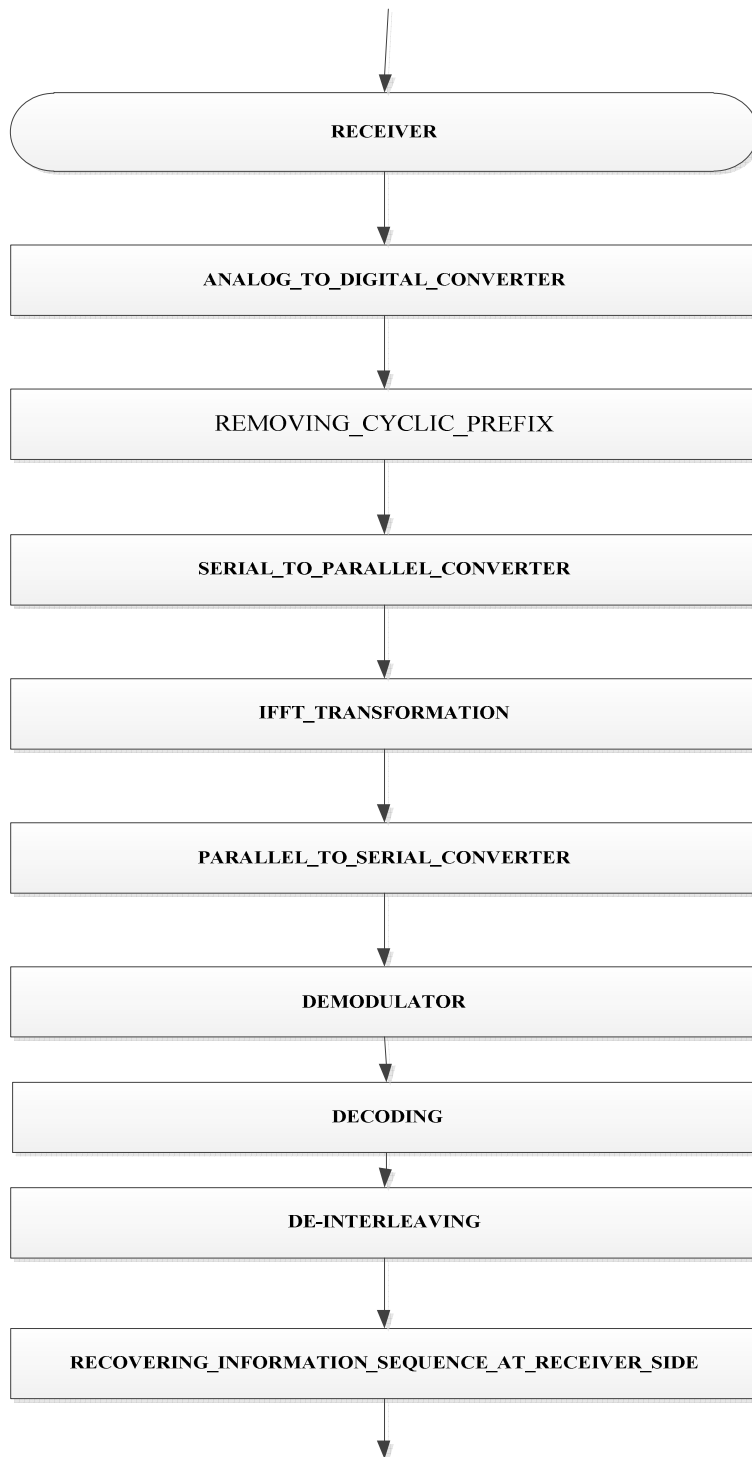 RECEIVER
ANALOG_TO_DIGITAL_CONVERTER
REMOVING_CYCLIC_PREFIX
SERIAL_TO_PARALLEL_CONVERTER
IFFT_TRANSFORMATION
PARALLEL_TO_SERIAL_CONVERTER
DEMODULATOR
DECODING
DE-INTERLEAVING
RECOVERING_INFORMATION_SEQUENCE_AT_RECEIVER_SIDE